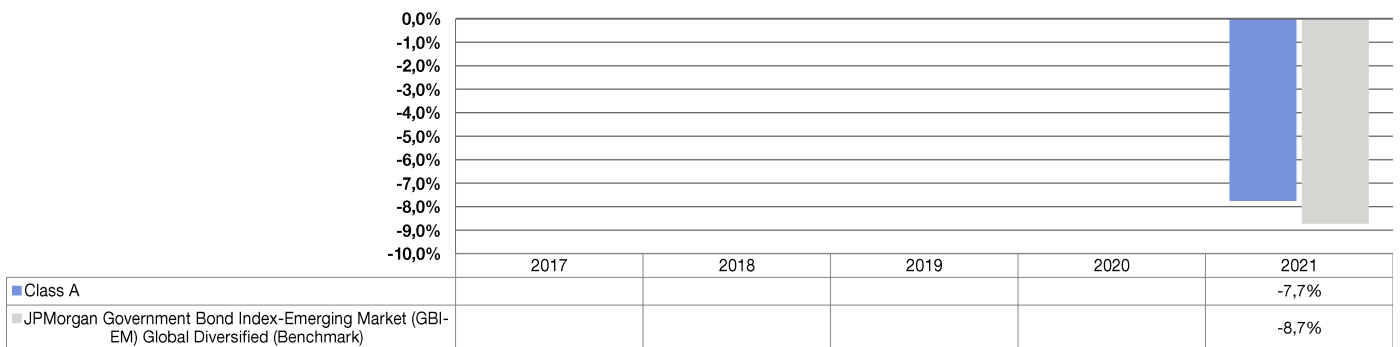 0,0%
-1,0%
-2,0%
-3,0%
-4,0%
-5,0%
-6,0%
-7,0%
-8,0%
-9,0%
-10,0%
2017 2018 2019 2020 2021
Class A -7,7%
JPMorgan Government Bond Index-Emerging Market (GBI-
EM) Global Diversified (Benchmark) -8,7%